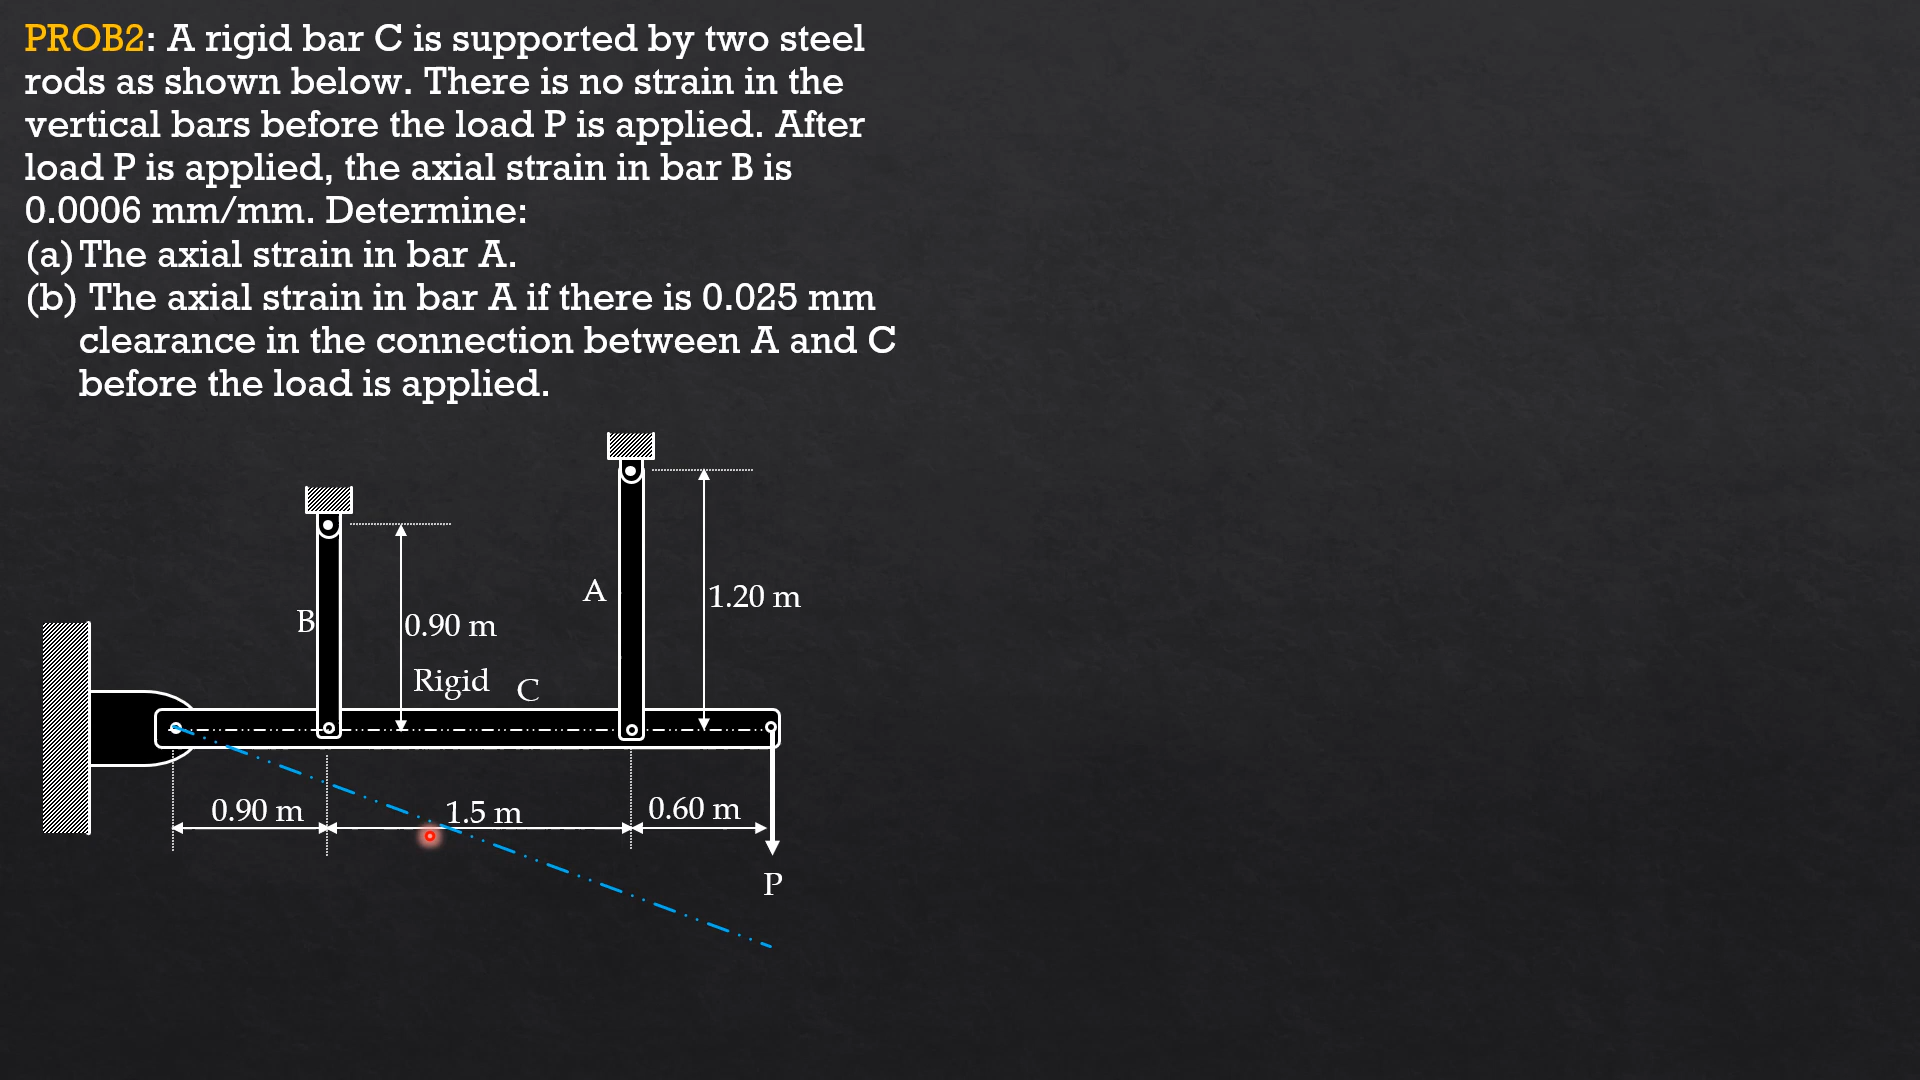 PROB2: A rigid bar C is supported by two steel
rods as shown below. There is no strain in the
vertical bars before the load P is applied. After
load P is applied, the axial strain in bar B is
0.0006 mm/mm. Determine:
(a) The axial strain in bar A.
(b) The axial strain in bar A if there is 0.025 mm
clearance in the connection between A and C
before the load is applied.
A
1.20 m
B
0.90 m
Rigid C
0.90 m
1.5 m
0.60 m
P